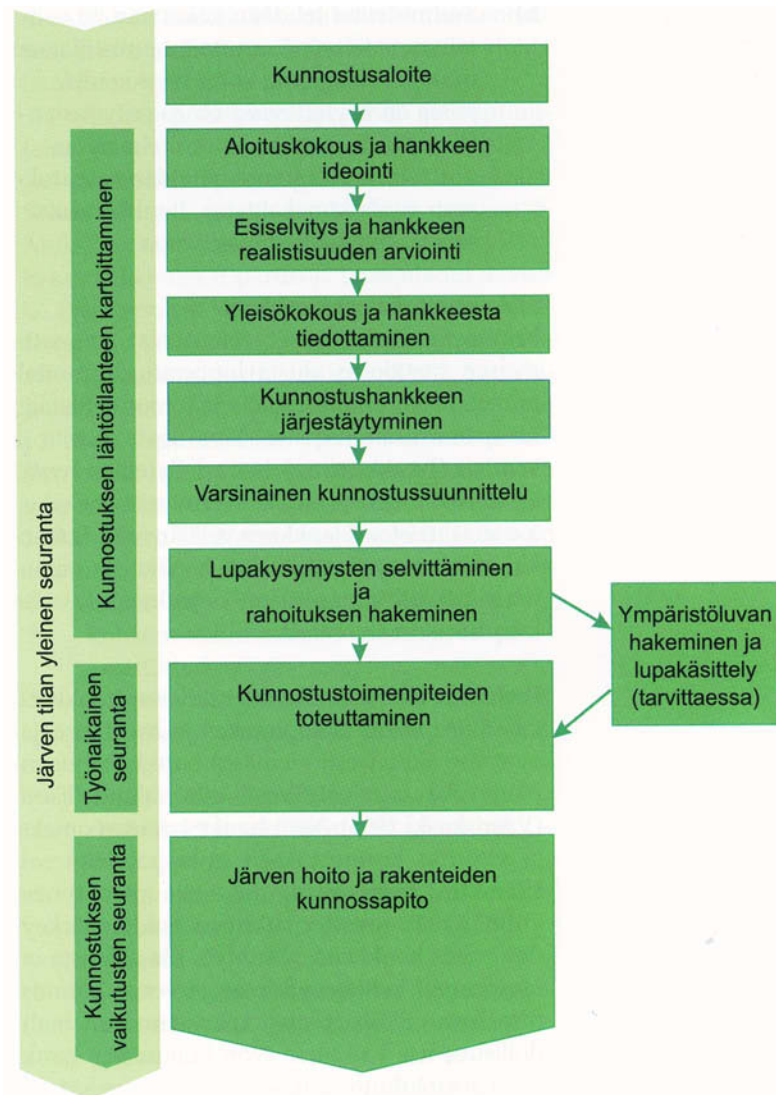 Kunnostusaloite
Aloituskokous ja hankkeen
ideointi
Esiselvitys ja hankkeen
realistisuuden arviointi
Yleisökokous ja hankkeesta
tiedottaminen
Kunnostushankkeen
järjestäytyminen
Varsinainen kunnostussuunnittelu
Lupakysymysten selvittäminen
ja
rahoituksen hakeminen
Ympäristöluvan
hakeminen ja
lupakäsittely
(tarvittaessa)
Kunnostustoimenpiteiden
toteuttaminen
Järven hoito ja rakenteiden
kunnossapito
Järven tilan yleinen seuranta
Kunnostuksen lähtötilanteen kartoittaminen
Työnaikainen
seuranta
Kunnostuksen
vaikutusten seuranta